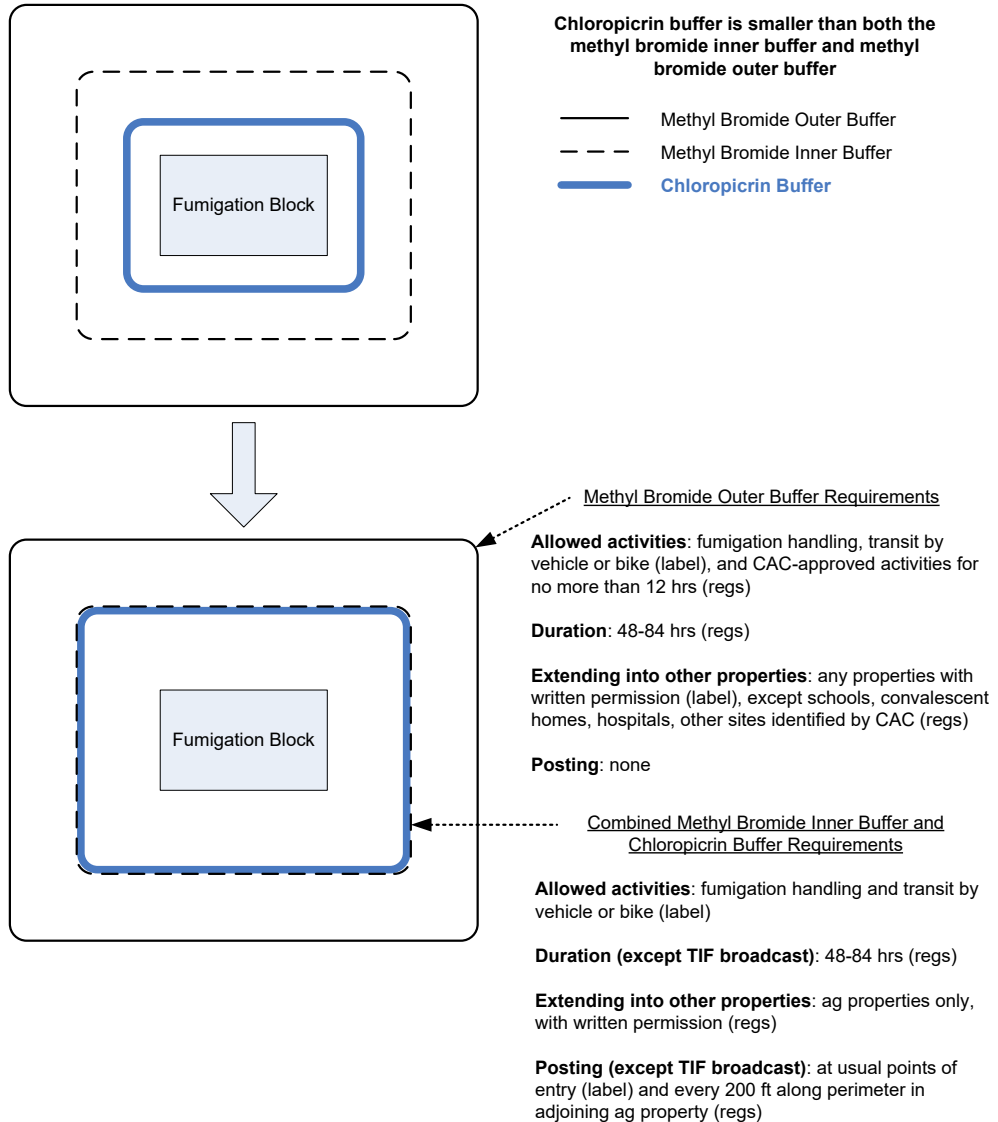 Chloropicrin buffer is smaller than both the
methyl bromide inner buffer and methyl
bromide outer buffer
Methyl Bromide Outer Buffer
Methyl Bromide Inner Buffer
Chloropicrin Buffer
Fumigation Block
Methyl Bromide Outer Buffer Requirements
Allowed activities: fumigation handling, transit by
vehicle or bike (label), and CAC-approved activities for
no more than 12 hrs (regs)
Duration: 48-84 hrs (regs)
Extending into other properties: any properties with
written permission (label), except schools, convalescent
homes, hospitals, other sites identified by CAC (regs)
Posting: none
Fumigation Block
Combined Methyl Bromide Inner Buffer and
Chloropicrin Buffer Requirements
Allowed activities: fumigation handling and transit by
vehicle or bike (label)
Duration (except TIF broadcast): 48-84 hrs (regs)
Extending into other properties: ag properties only,
with written permission (regs)
Posting (except TIF broadcast): at usual points of
entry (label) and every 200 ft along perimeter in
adjoining ag property (regs)